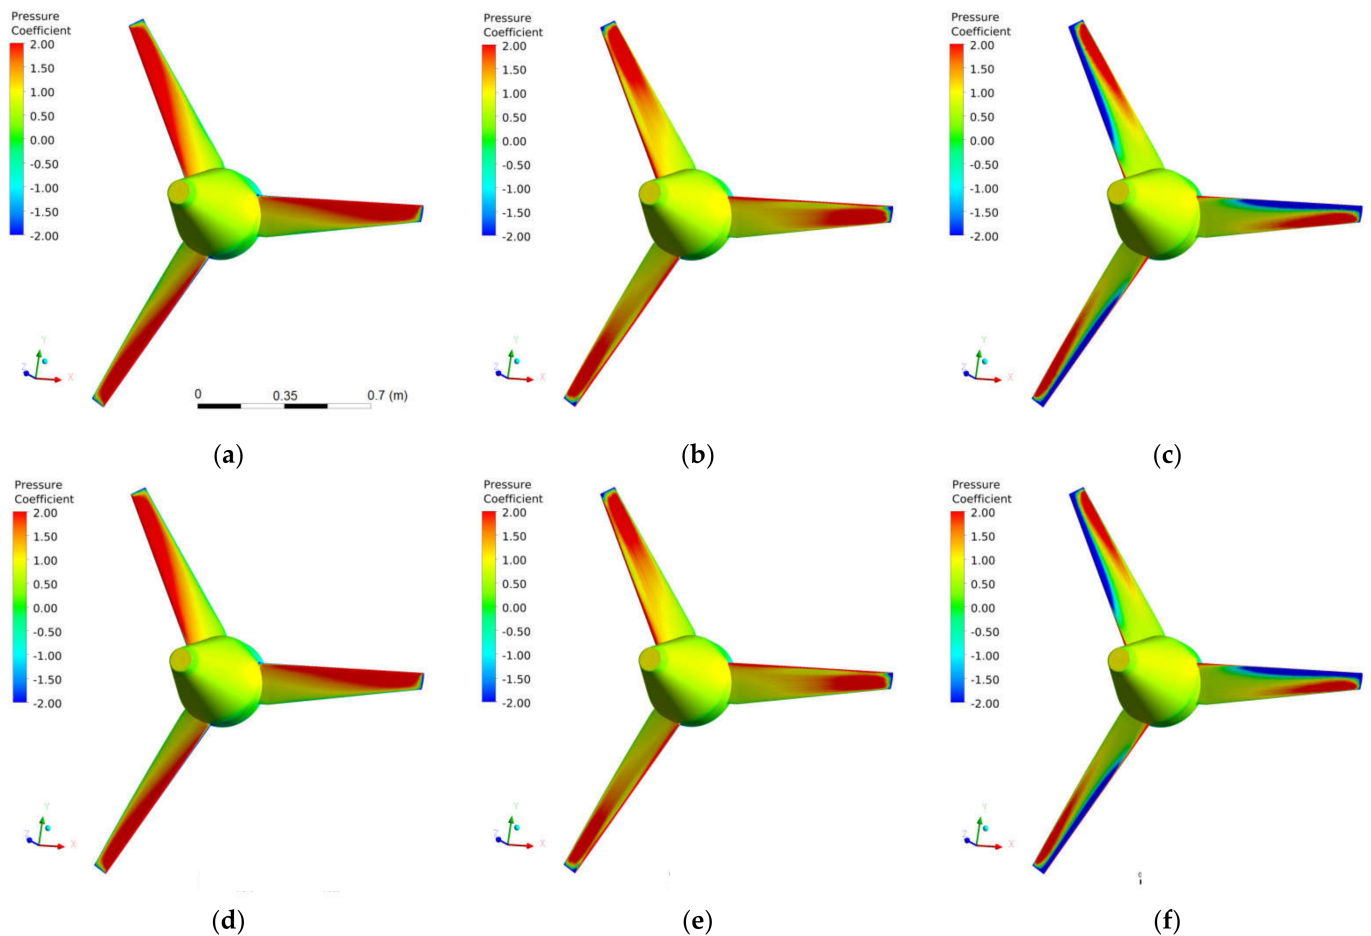 Pressure
Coefficient
2.00
1.50
1.00
0.50
0.00
-0.50
-1.00
-1.50
-2.00
Y
Z
X
0
0.35
0.7 (m)
(a)
Pressure
Coefficient
2.00
1.50
1.00
0.50
0.00
-0.50
-1.00
-1.50
-2.00
Y
Z
X
(b)
Pressure
Coefficient
2.00
1.50
1.00
0.50
0.00
-0.50
-1.00
-1.50
-2.00
Y
Z
X
(c)
Pressure
Coefficient
2.00
1.50
1.00
0.50
0.00
-0.50
-1.00
-1.50
-2.00
Y
Z
X
(d)
Pressure
Coefficient
2.00
1.50
1.00
0.50
0.00
-0.50
-1.00
-1.50
-2.00
Y
Z
X
(e)
Pressure
Coefficient
2.00
1.50
1.00
0.50
0.00
-0.50
-1.00
-1.50
-2.00
Y
Z
X
0
(f)